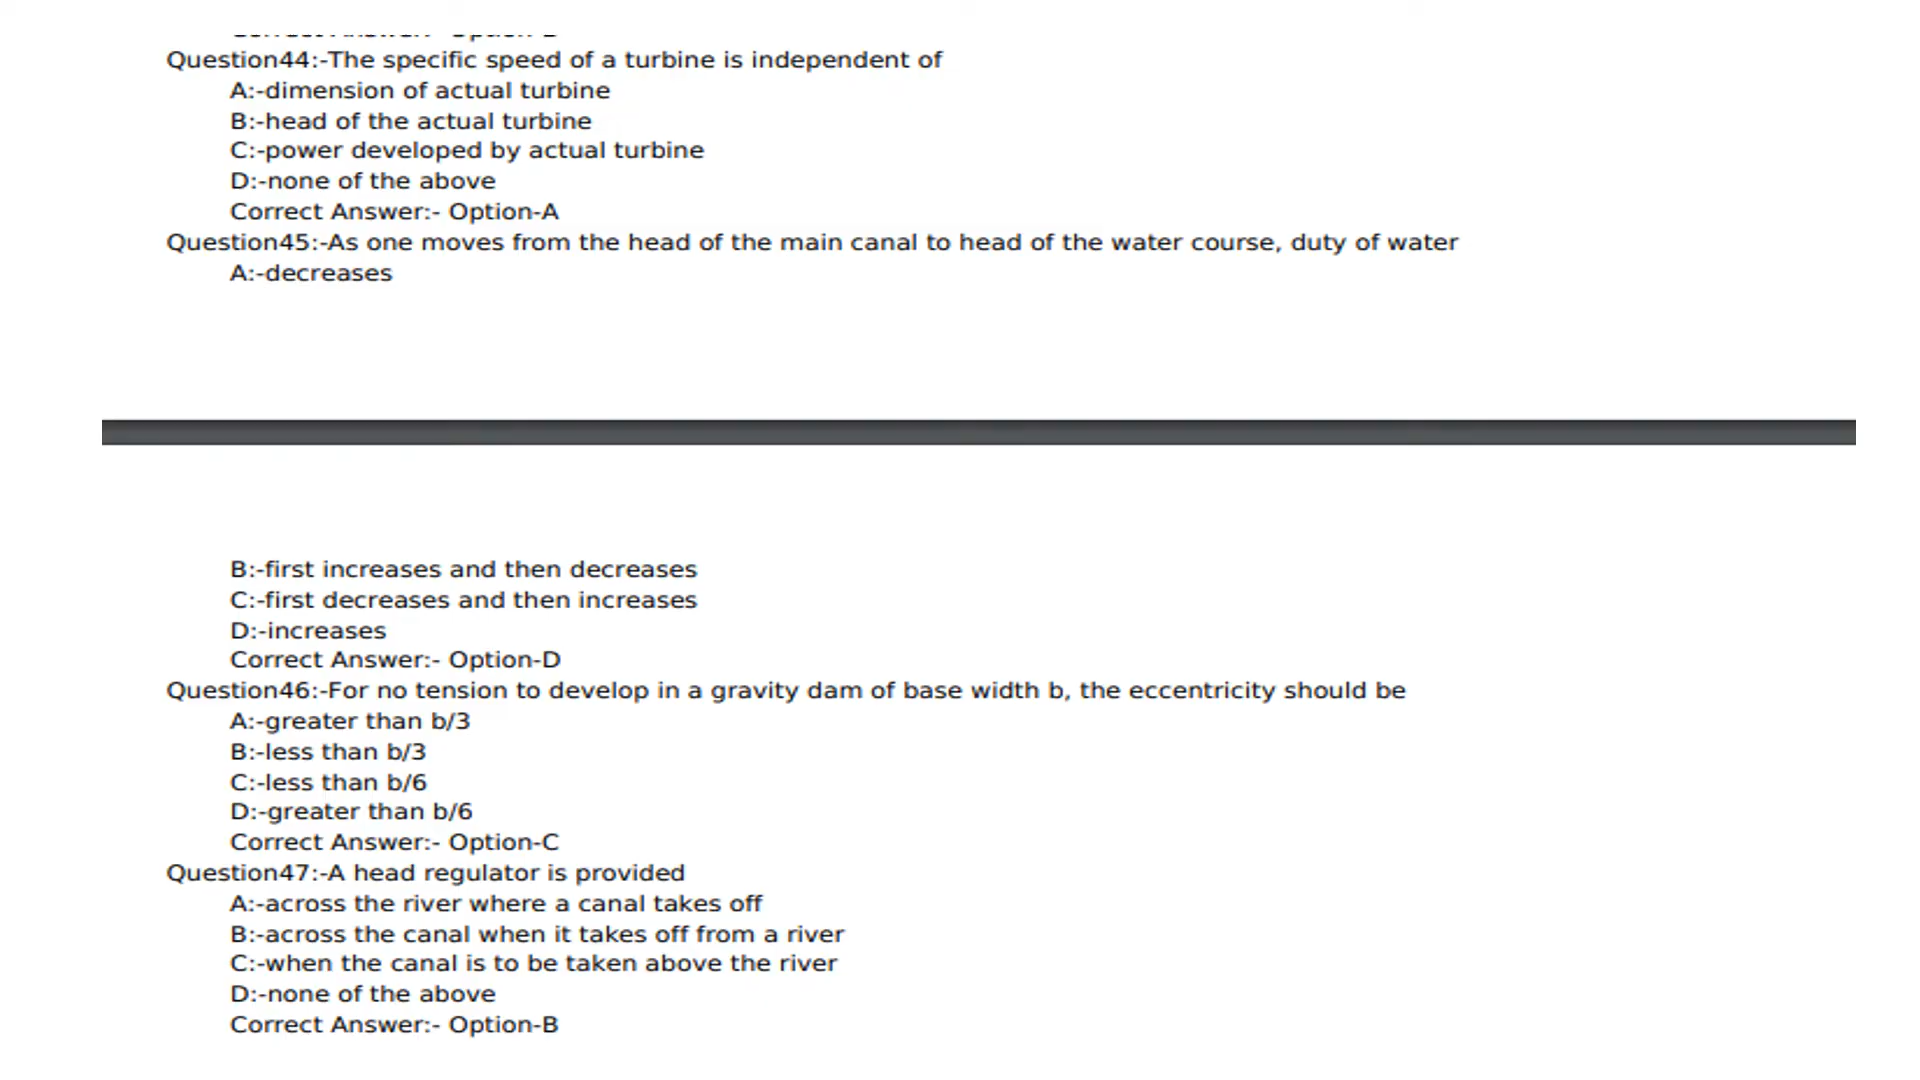 Question44:-The specific speed of a turbine is independent of
A:-dimension of actual turbine
B:-head of the actual turbine
C:-power developed by actual turbine
D:-none of the above
Correct Answer:- Option-A
Question45:-As one moves from the head of the main canal to head of the water course, duty of water
A:-decreases
B:-first increases and then decreases
C:-first decreases and then increases
D:-increases
Correct Answer:- Option-D
Question46:-For no tension to develop in a gravity dam of base width b, the eccentricity should be
A:-greater than b/3
B:-less than b/3
C:-less than b/6
D:-greater than b/6
Correct Answer:- Option-C
Question47:-A head regulator is provided
A:-across the river where a canal takes off
B:-across the canal when it takes off from a river
C:-when the canal is to be taken above the river
D:-none of the above
Correct Answer:- Option-B